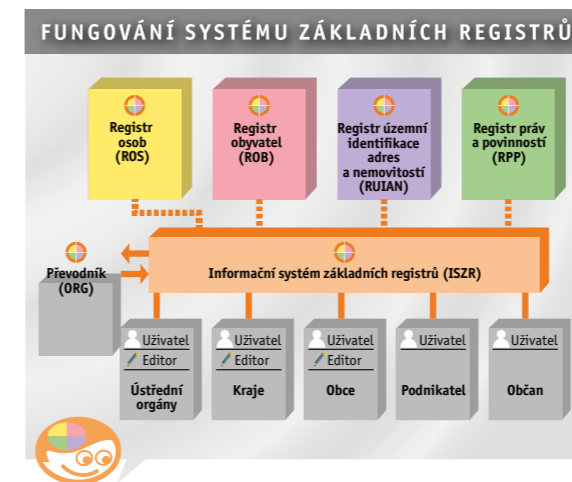 FUNGOVÁNÍ SYSTÉMU ZÁKLADNÍCH REGISTRŮ
Registr
osob
(ROS)
Registr
obyvatel
(ROB)
Registr územní
identifikace
adres
a nemovitostí
(RUIAN)
Registr práv
a povinností
(RPP)
Převodník
(ORG)
Informační systém základních registrů (ISZR)
Uživatel
Editor
Ústřední
orgány
Uživatel
Editor
Kraje
Uživatel
Editor
Obce
Uživatel
Podnikatel
Uživatel
Občan